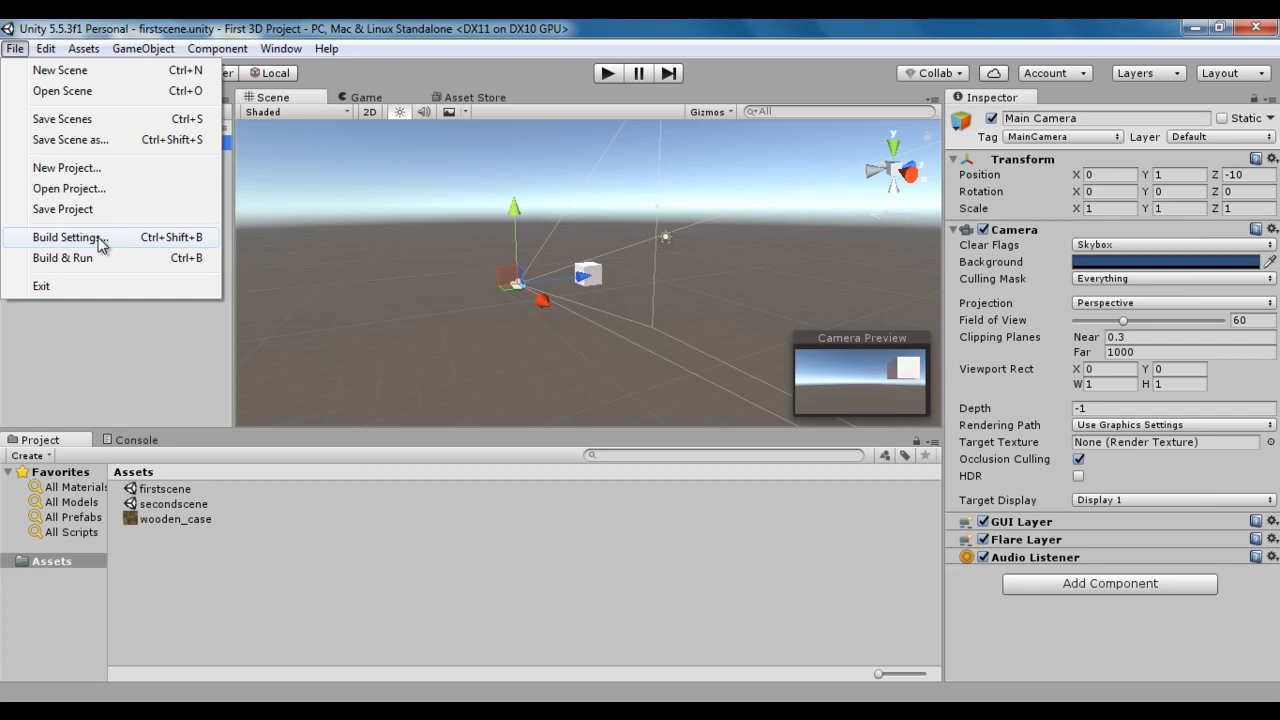 Unity 5.5.3f1 Personal - firstscene.unity - First 3D Project - PC, Mac & Linux Standalone <DX11 on DX10 GPU>
File Edit Assets GameObject Component Window Help
New Scene Ctrl+N
Open Scene Ctrl+O
Save Scenes Ctrl+S
Save Scene as... Ctrl+Shift+S
New Project...
Open Project...
Save Project
Build Settings... Ctrl+Shift+B
Build & Run Ctrl+B
Exit
Local
Collab Account Layers Layout
Scene Game Asset Store
Shaded 2D Gizmos All
y
Camera Preview
Inspector
Main Camera Static
Tag MainCamera Layer Default
Transform
Position X 0 Y 1 Z -10
Rotation X 0 Y 0 Z 0
Scale X 1 Y 1 Z 1
Camera
Clear Flags Skybox
Background
Culling Mask Everything
Projection Perspective
Field of View 60
Clipping Planes Near 0.3
Far 1000
Viewport Rect X 0 Y 0
W 1 H 1
Depth -1
Rendering Path Use Graphics Settings
Target Texture None (Render Texture)
Occlusion Culling
HDR
Target Display Display 1
GUI Layer
Flare Layer
Audio Listener
Add Component
Project Console
Create
Favorites
All Materials
All Models
All Prefabs
All Scripts
Assets
Assets
firstscene
secondscene
wooden_case